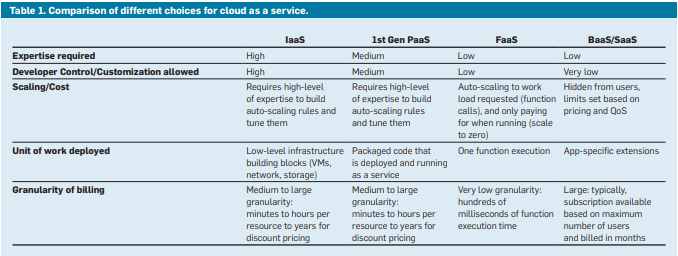 Table 1. Comparison of different choices for cloud as a service.
IaaS 1st Gen PaaS FaaS BaaS/SaaS
Expertise required High Medium Low Low
Developer Control/Customization allowed High Medium Low Very low
Scaling/Cost Requires high-level Requires high-level Auto-scaling to work Hidden from users,
of expertise to build of expertise to build load requested (function limits set based on
auto-scaling rules and auto-scaling rules calls), and only paying pricing and QoS
tune them and tune them for when running (scale
to zero)
Unit of work deployed Low-level infrastructure Packaged code that One function execution App-specific extensions
building blocks (VMs, is deployed and running
network, storage) as a service
Granularity of billing Medium to large Medium to large Very low granularity: Large: typically,
granularity: granularity: hundreds of subscription available
minutes to hours per minutes to hours per milliseconds of function based on maximum
resource to years for resource to years for execution time number of users
discount pricing discount pricing and billed in months